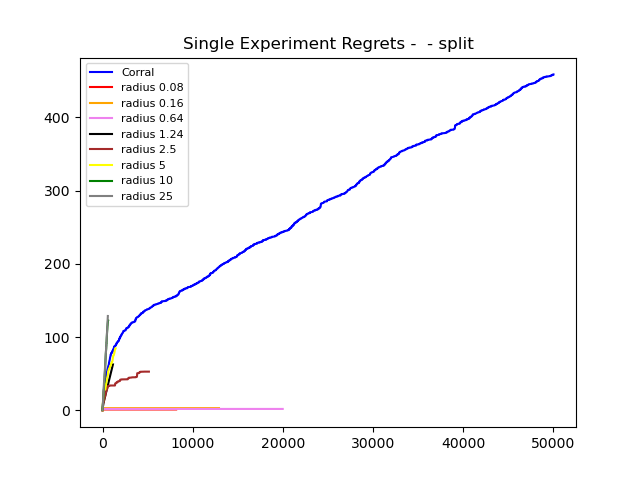 Single Experiment Regrets -  - split
Corral
radius 0.08
radius 0.16
radius 0.64
radius 1.24
radius 2.5
radius 5
radius 10
radius 25
400
300
200
100
0
0 10000 20000 30000 40000 50000